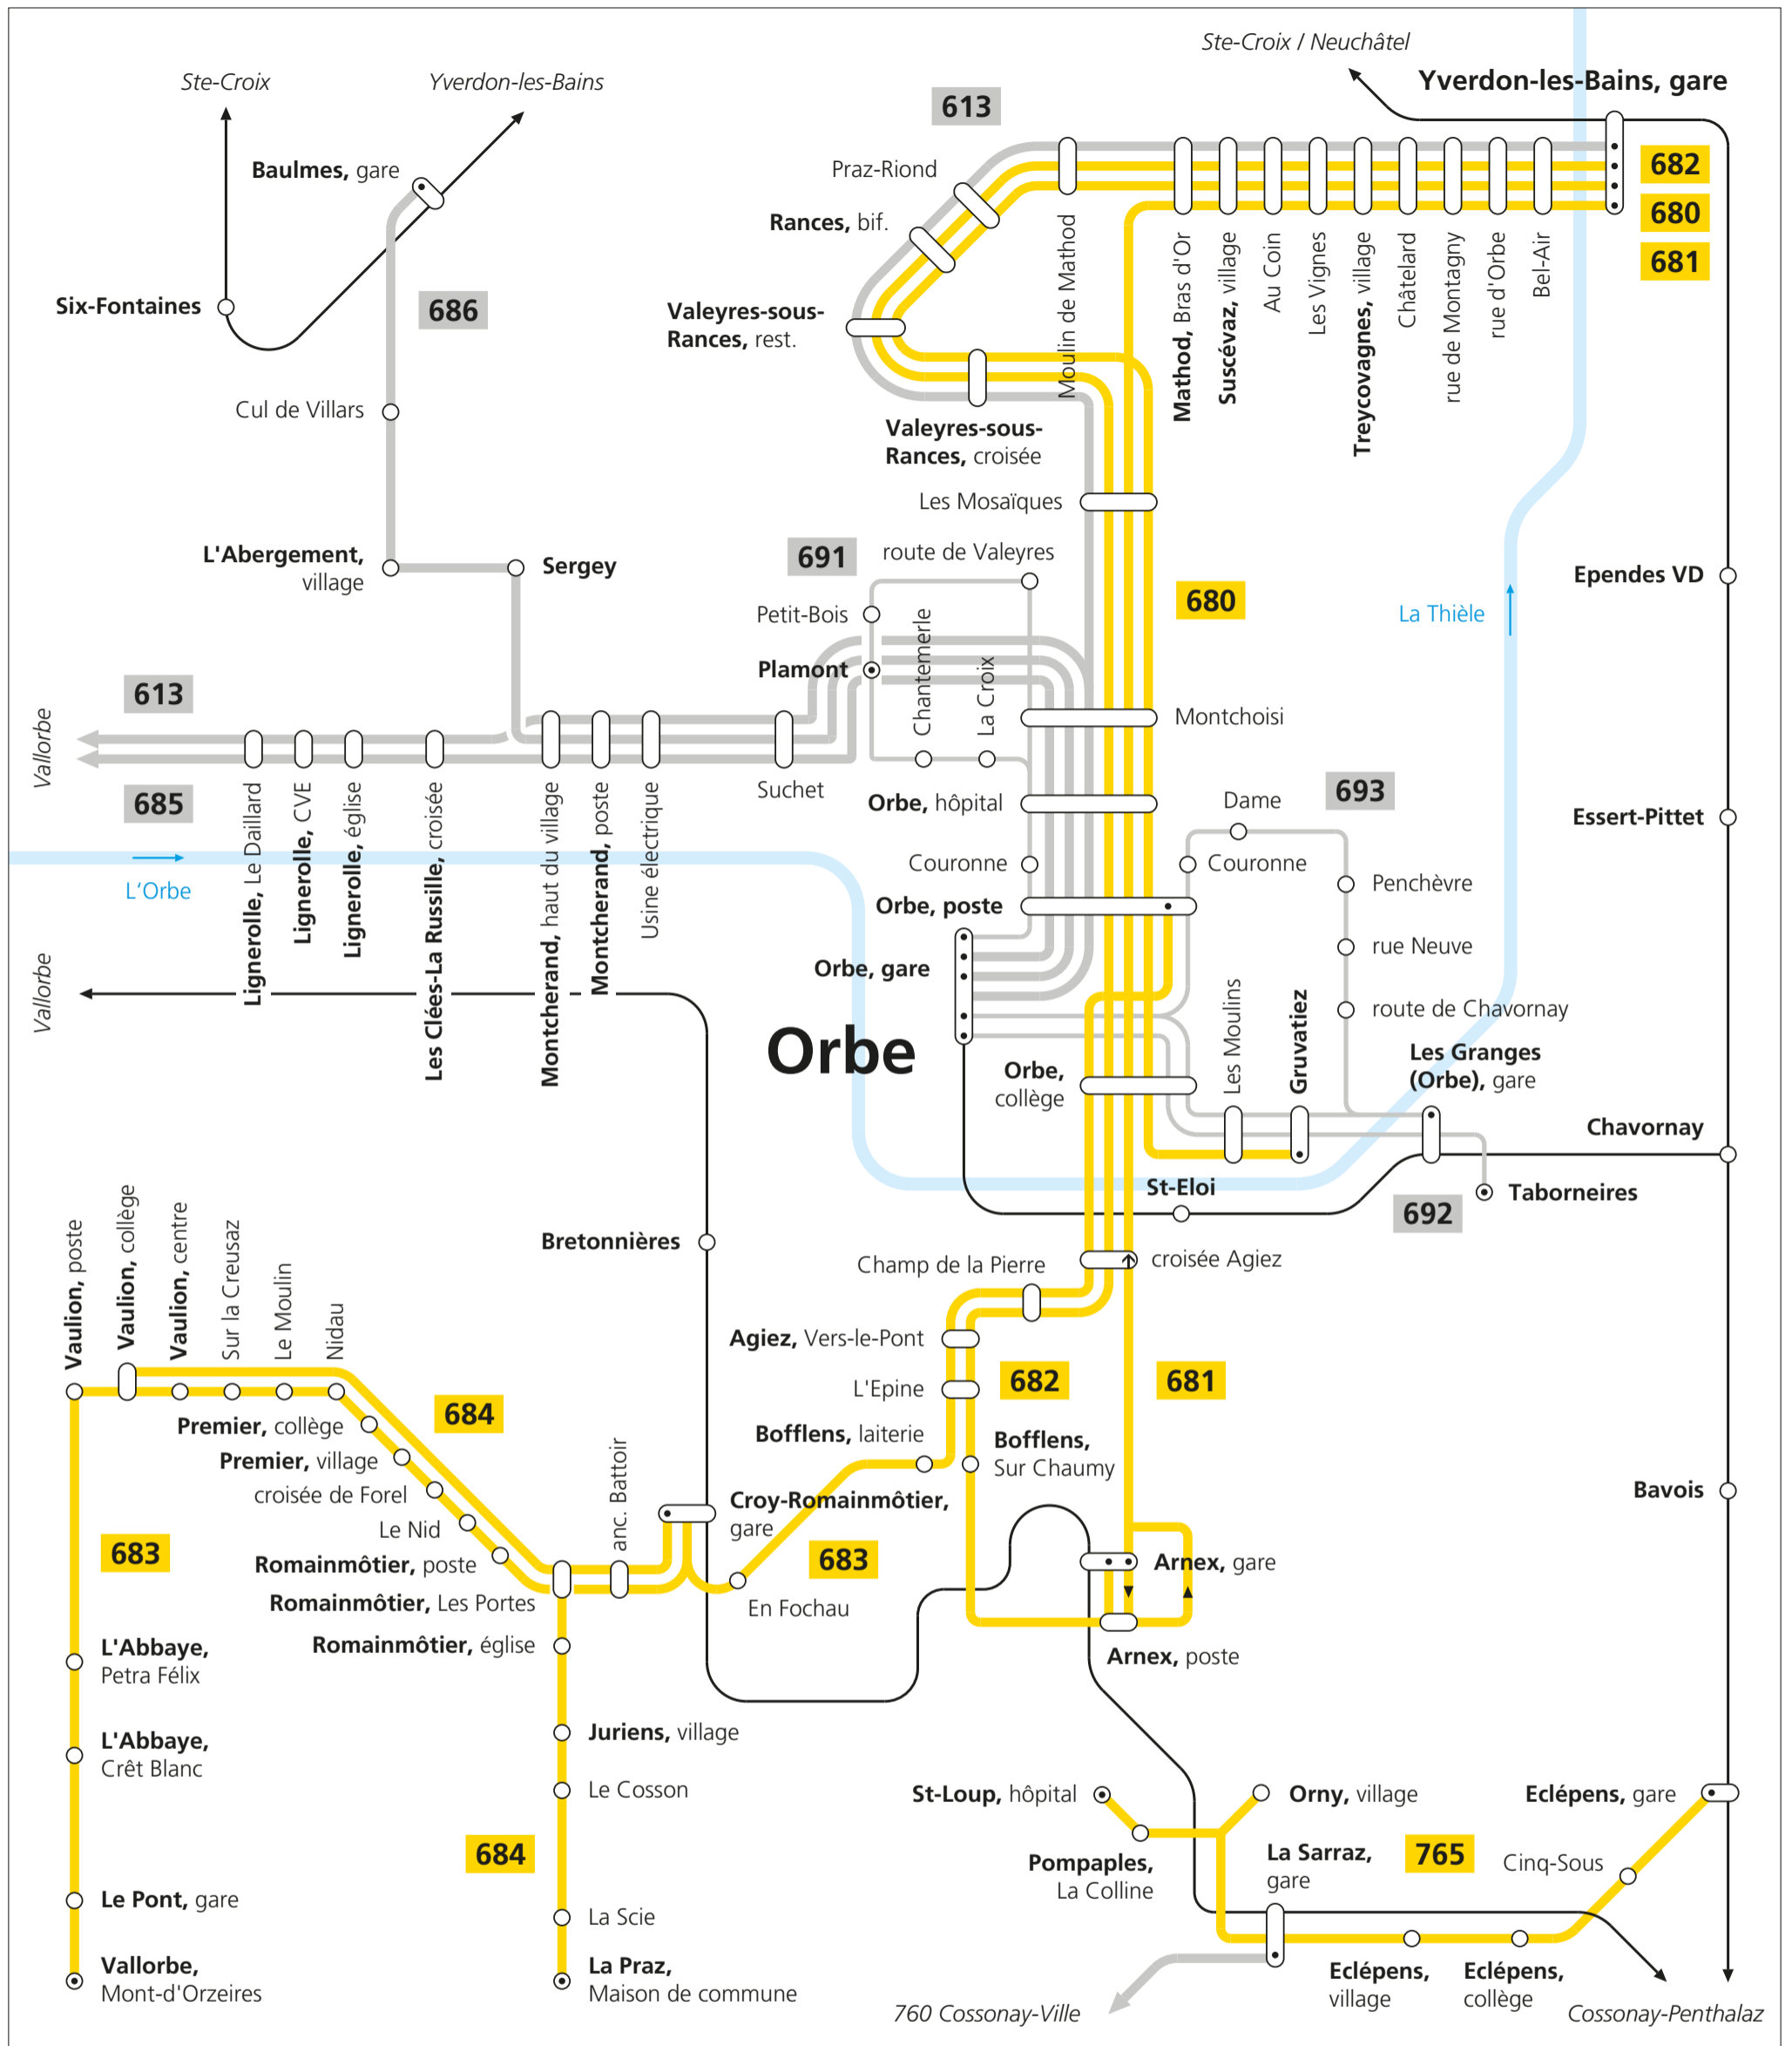 Ste-Croix / Neuchâtel
Ste-Croix
Yverdon-les-Bains
Yverdon-les-Bains, gare
613
682
680
681
Baulmes, gare
Praz-Riond
Rances, bif.
Six-Fontaines
686
Valeyres-sous-
Rances, rest.
Moulin de Mathod
Mathod, Bras d'Or
Suscévaz, village
Au Coin
Les Vignes
Treycovagnes, village
Châtelard
rue de Montagny
rue d'Orbe
Bel-Air
Cul de Villars
Valeyres-sous-
Rances, croisée
Les Mosaïques
L'Abergement,
village
Sergey
691
route de Valeyres
680
Ependes VD
La Thièle
Petit-Bois
Plamont
Chantemerle
La Croix
613
Vallorbe
685
Montchoisi
Suchet
Orbe, hôpital
Dame
693
Essert-Pittet
L'Orbe
Lignerolle, Le Daillard
Lignerolle, CVE
Lignerolle, église
Les Clées-La Russille, croisée
Montcherand, haut du village
Montcherand, poste
Usine électrique
Couronne
Couronne
Penchèvre
Orbe, poste
rue Neuve
Vallorbe
Orbe, gare
route de Chavornay
Orbe
Les Moulins
Gruvatiez
Orbe,
collège
Les Granges
(Orbe), gare
Chavornay
St-Eloi
Taborneires
692
Bretonnières
Champ de la Pierre
croisée Agiez
Vaulion, poste
Vaulion, collège
Vaulion, centre
Sur la Creusaz
Le Moulin
Nidau
Agiez, Vers-le-Pont
L'Epine
682
681
684
Premier, collège
Premier, village
croisée de Forel
Le Nid
Romainmôtier, poste
Romainmôtier, Les Portes
Romainmôtier, église
anc. Battoir
Bofflens, laiterie
Bofflens,
Sur Chaumy
Croy-Romainmôtier,
gare
Bavois
683
683
En Fochau
Arnex, gare
Arnex, poste
L'Abbaye,
Petra Félix
L'Abbaye,
Crêt Blanc
Juriens, village
Le Cosson
684
St-Loup, hôpital
Orny, village
Eclépens, gare
Pompaples,
La Colline
La Sarraz,
gare
765
Cinq-Sous
Le Pont, gare
La Scie
Vallorbe,
Mont-d'Orzeires
La Praz,
Maison de commune
Eclépens,
village
Eclépens,
collège
760 Cossonay-Ville
Cossonay-Penthalaz